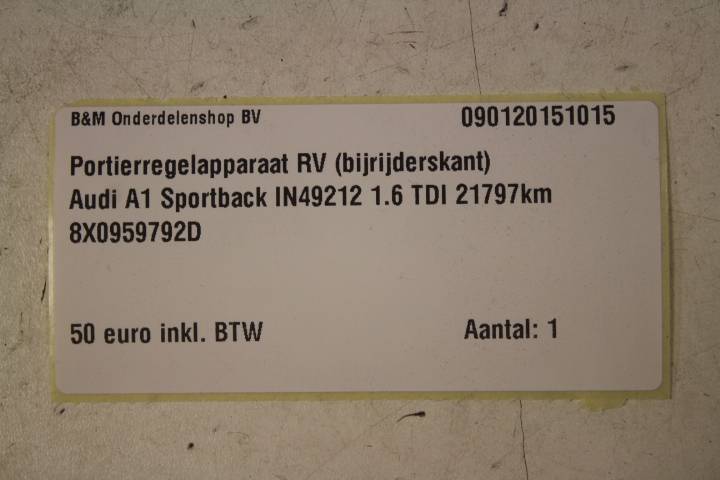 B&M Onderdelenshop BV 090120151015
Portierregelapparaat RV (bijrijderskant)
Audi A1 Sportback IN49212 1.6 TDI 21797km
8X0959792D
50 euro inkl. BTW Aantal: 1